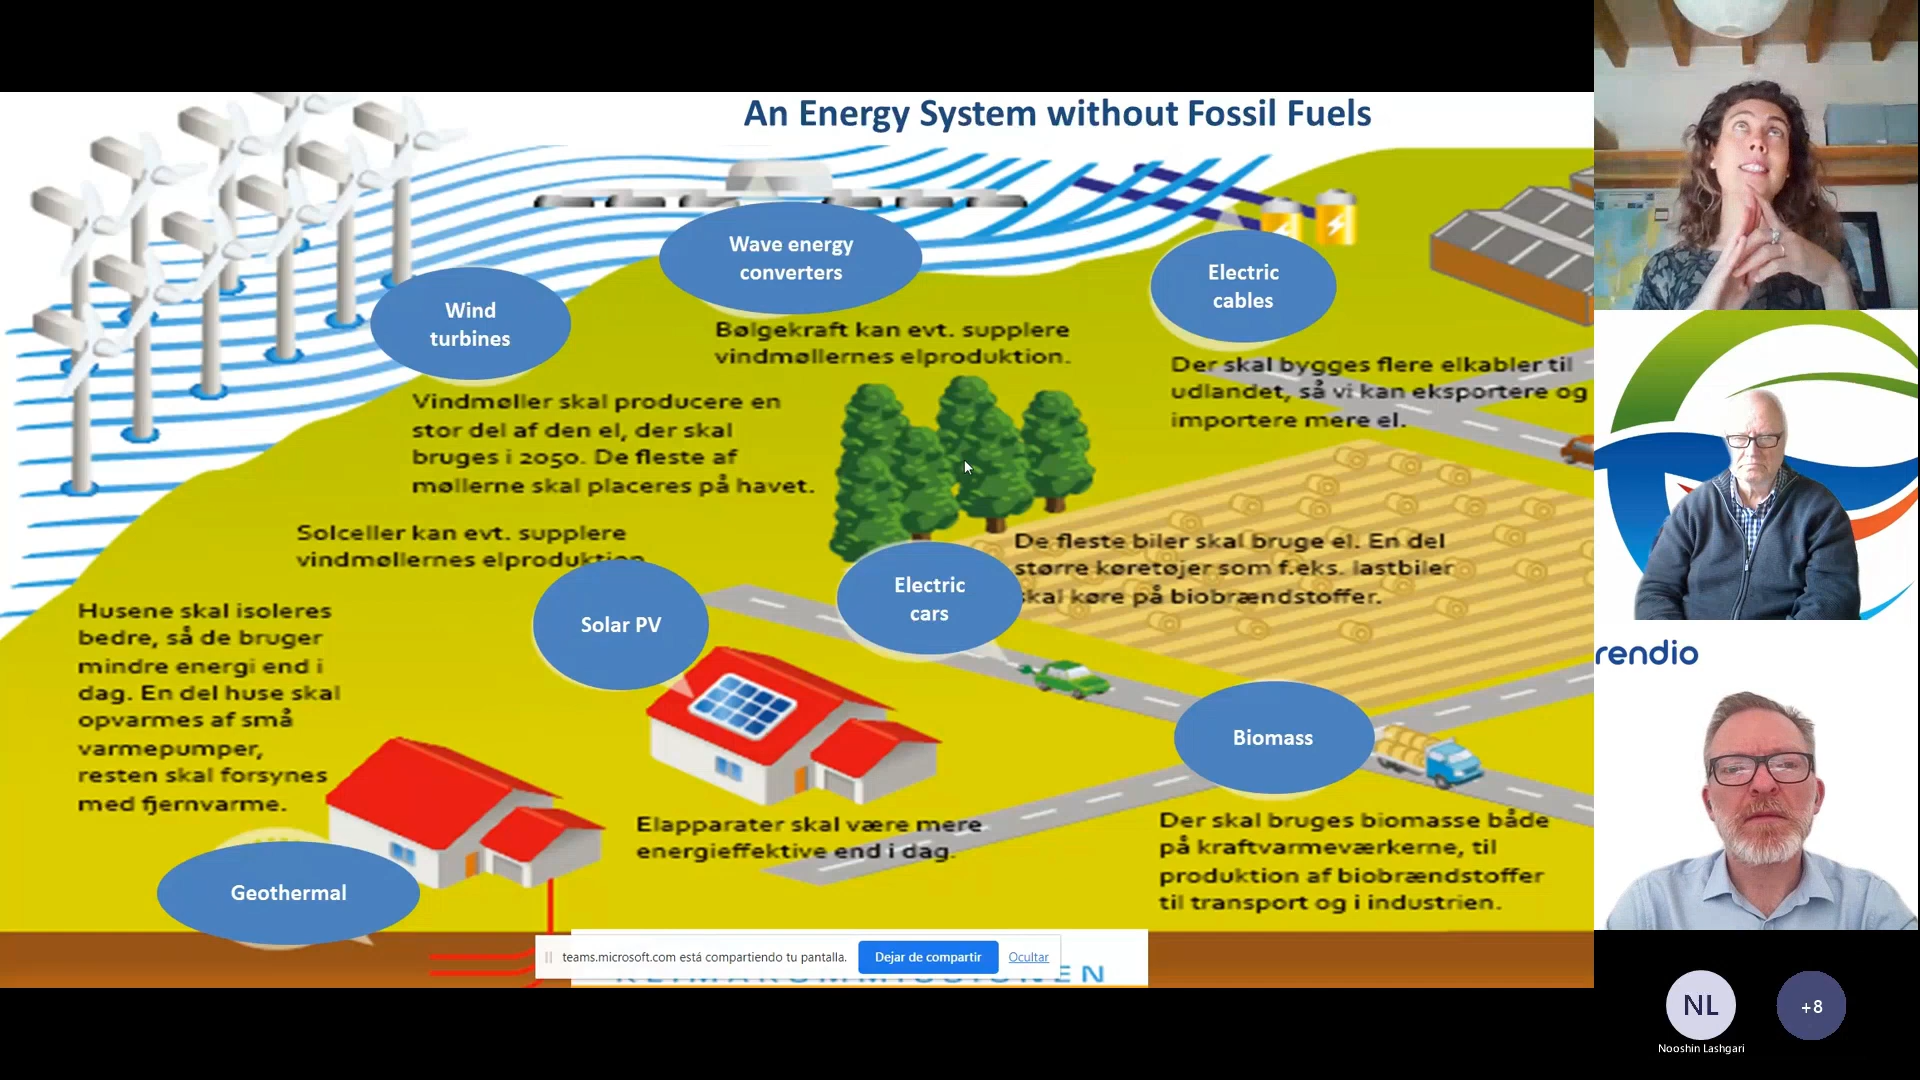 An Energy System without Fossil Fuels
Wave energy
converters
Electric
cables
Wind
turbines
Bølgekraft kan evt. supplere
vindmøllernes elproduktion.
Der skal bygges flere elkabler til
udlandet, så vi kan eksportere og
importere mere el.
Vindmøller skal producere en
stor del af den el, der skal
bruges i 2050. De fleste af
møllerne skal placeres på havet.
Solceller kan evt. supplere
vindmøllernes elproduktion
De fleste biler skal bruge el. En del
større køretøjer som f.eks. lastbiler
skal køre på biobrændstoffer.
Electric
cars
Solar PV
Husene skal isoleres
bedre, så de bruger
mindre energi end i
dag. En del huse skal
opvarmes af små
varmepumper,
resten skal forsynes
med fjernvarme.
Biomass
Elapparater skal være mere
energieffektive end i dag.
Der skal bruges biomasse både
på kraftvarmeværkerne, til
produktion af biobrændstoffer
til transport og i industrien.
Geothermal
teams.microsoft.com está compartiendo tu pantalla.
Dejar de compartir
Ocultar
rendio
NL
+8
Nooshin Lashgari